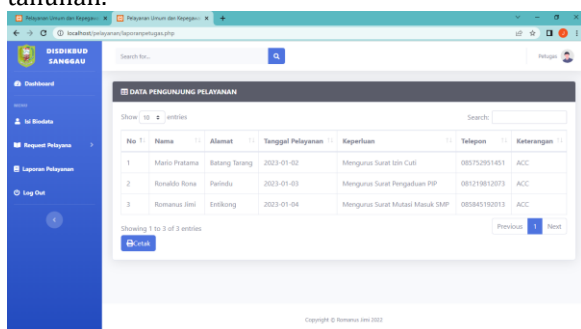 tahunan.
Pelayanan Umum dan Kepegawai
Pelayanan Umum dan Kepegawai
localhost/pelayanan/laporanpetugas.php
DISDIKBUD
SANGGAU
Search for...
Petugas
Dashboard
Isi Biodata
Request Pelayana
Laporan Pelayanan
Log Out
DATA PENGUNJUNG PELAYANAN
Show 10 entries
Search:
No Nama Alamat Tanggal Pelayanan Keperluan Telepon Keterangan
1 Mario Pratama Batang Tarang 2023-01-02 Mengurus Surat Izin Cuti 085752951451 ACC
2 Ronaldo Rona Parindu 2023-01-03 Mengurus Surat Pengaduan PIP 081219812073 ACC
3 Romanus Jimi Entikong 2023-01-04 Mengurus Surat Mutasi Masuk SMP 085845192013 ACC
Showing 1 to 3 of 3 entries
Previous 1 Next
Cetak
Copyright © Romanus Jimi 2022